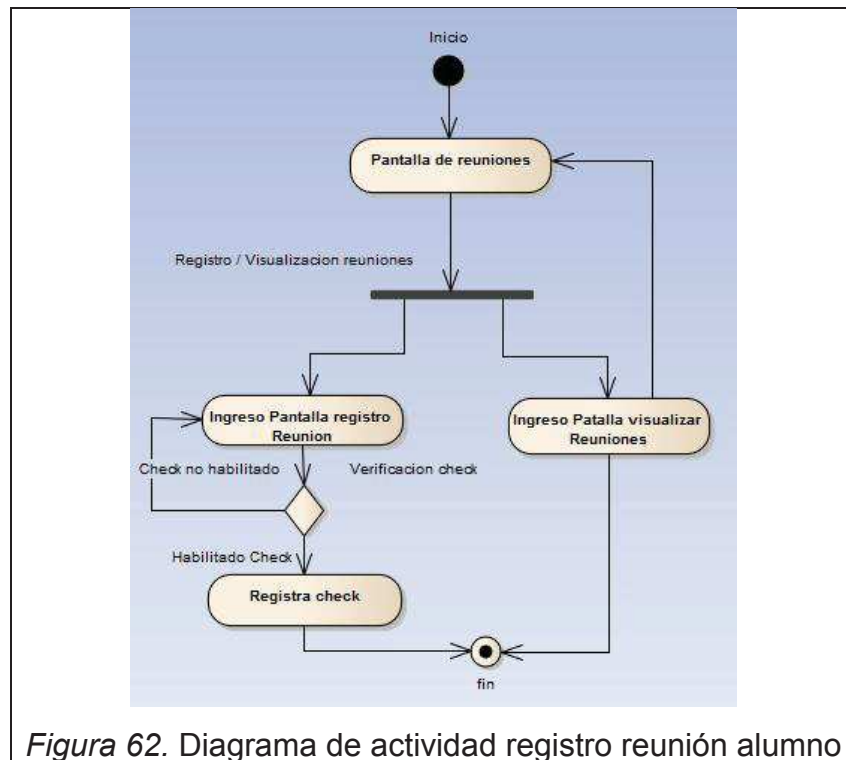 Inicio
Pantalla de reuniones
Registro / Visualizacion reuniones
Ingreso Pantalla registro
Reunion
Ingreso Patalla visualizar
Reuniones
Check no habilitado
Verificacion check
Habilitado Check
Registra check
fin
Figura 62. Diagrama de actividad registro reunión alumno